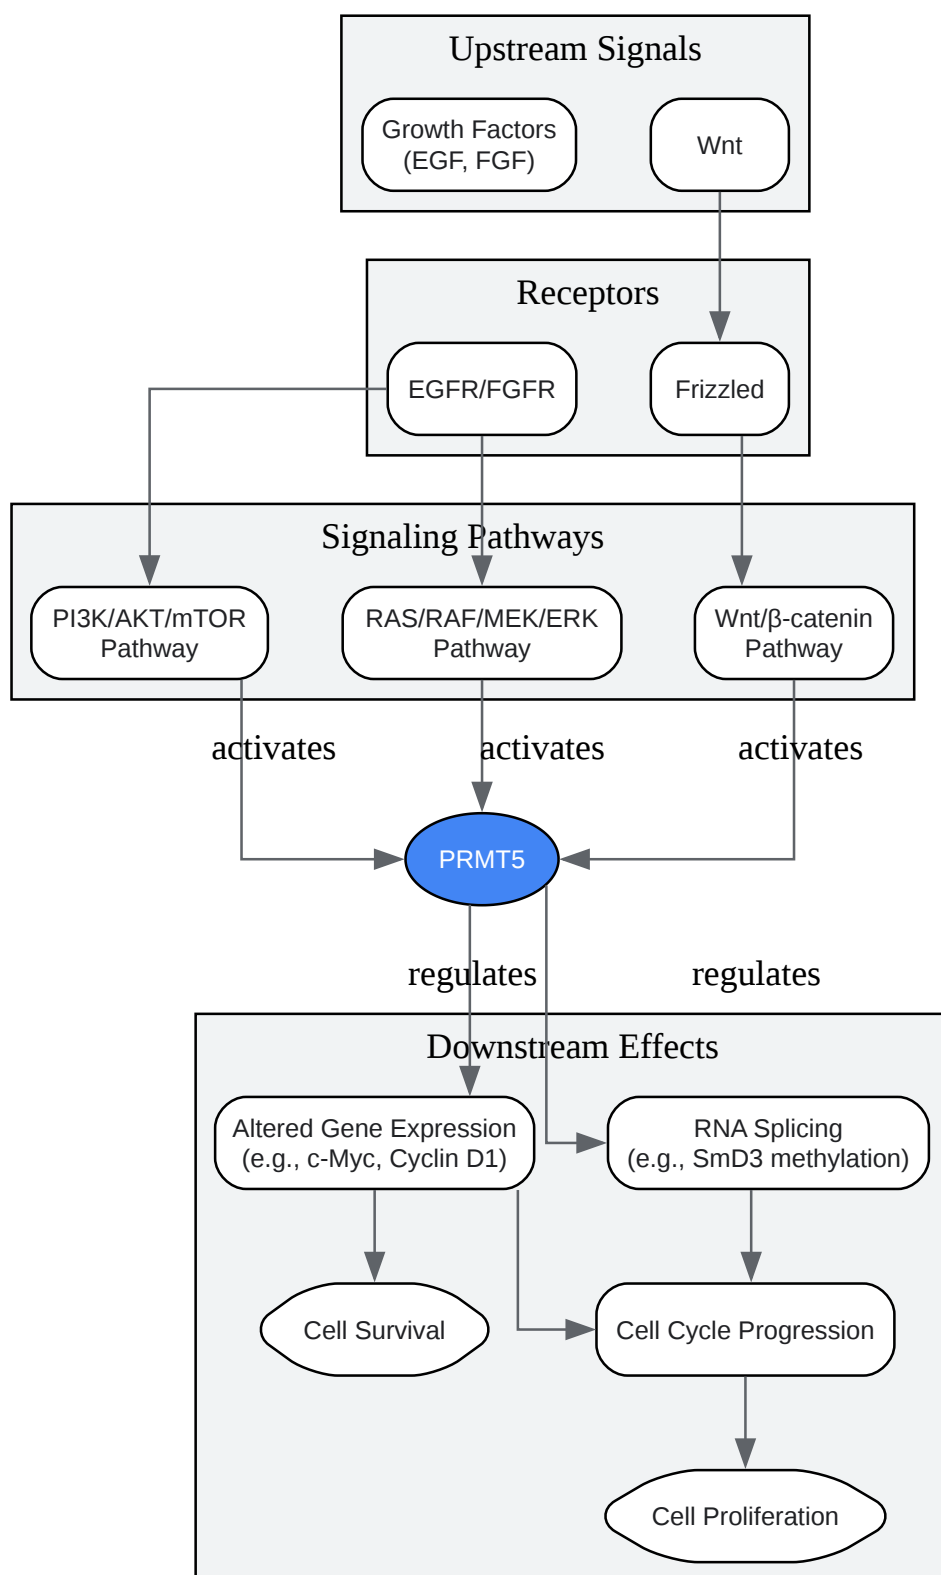 Upstream Signals
Growth Factors
(EGF, FGF)
Wnt
Receptors
EGFR/FGFR
Frizzled
Signaling Pathways
PI3K/AKT/mTOR
Pathway
RAS/RAF/MEK/ERK
Pathway
Wnt/β-catenin
Pathway
activates
activates
activates
PRMT5
regulates
regulates
Downstream Effects
Altered Gene Expression
(e.g., c-Myc, Cyclin D1)
RNA Splicing
(e.g., SmD3 methylation)
Cell Survival
Cell Cycle Progression
Cell Proliferation